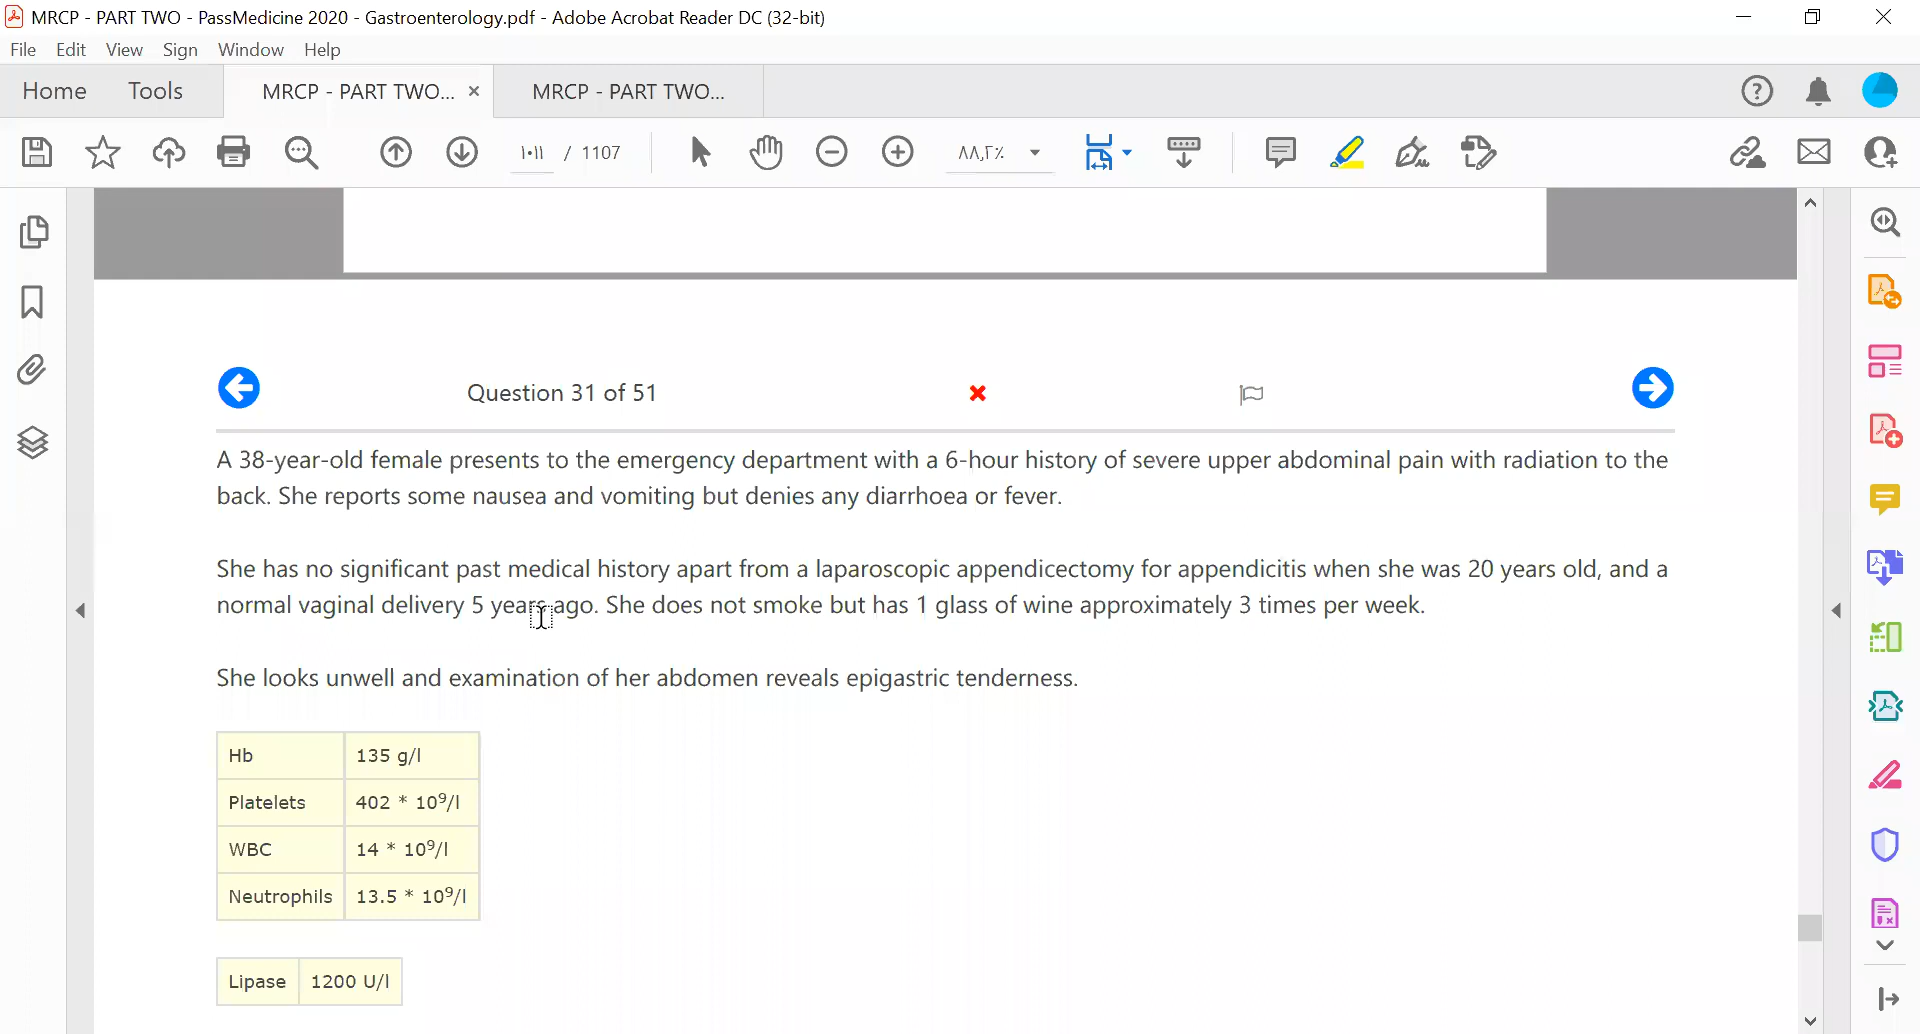 MRCP - PART TWO - PassMedicine 2020 - Gastroenterology.pdf - Adobe Acrobat Reader DC (32-bit)
File Edit View Sign Window Help
Home Tools MRCP - PART TWO... × MRCP - PART TWO...
١٠١١ / 1107 ٨٨,٢٪
Question 31 of 51
A 38-year-old female presents to the emergency department with a 6-hour history of severe upper abdominal pain with radiation to the
back. She reports some nausea and vomiting but denies any diarrhoea or fever.
She has no significant past medical history apart from a laparoscopic appendicectomy for appendicitis when she was 20 years old, and a
normal vaginal delivery 5 years ago. She does not smoke but has 1 glass of wine approximately 3 times per week.
She looks unwell and examination of her abdomen reveals epigastric tenderness.
Hb 135 g/l
Platelets 402 * 10⁹/l
WBC 14 * 10⁹/l
Neutrophils 13.5 * 10⁹/l
Lipase 1200 U/l